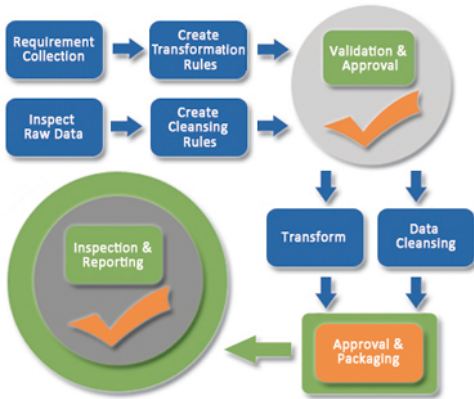 Requirement
Collection
Create
Transformation
Rules
Validation &
Approval
Inspect
Raw Data
Create
Cleansing
Rules
Transform
Data
Cleansing
Inspection &
Reporting
Approval &
Packaging